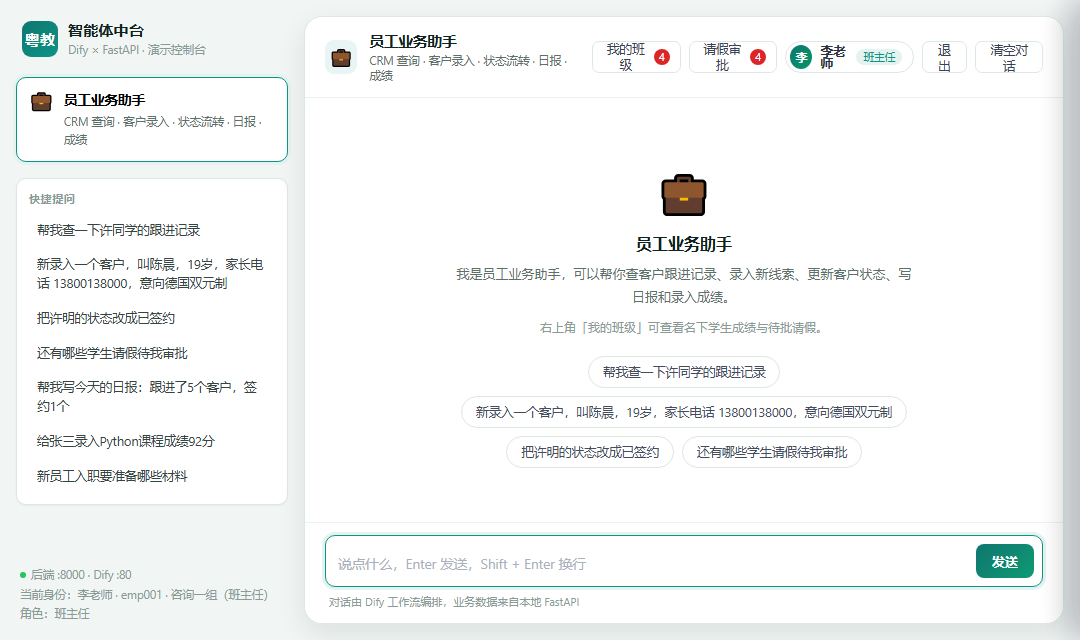 粤教
智能体中台
Dify × FastAPI · 演示控制台
员工业务助手
CRM 查询 · 客户录入 · 状态流转 · 日报 ·
成绩
快捷提问
帮我查一下许同学的跟进记录
新录入一个客户，叫陈晨，19岁，家长电
话 13800138000，意向德国双元制
把许明的状态改成已签约
还有哪些学生请假待我审批
帮我写今天的日报：跟进了5个客户，签
约1个
给张三录入Python课程成绩92分
新员工入职要准备哪些材料
后端 :8000 · Dify :80
当前身份：李老师 · emp001 · 咨询一组（班主任）
角色：班主任
员工业务助手
CRM 查询 · 客户录入 · 状态流转 · 日报 ·
成绩
我的班
级
4
请假审
批
4
李
李老
师
班主任
退
出
清空对
话
员工业务助手
我是员工业务助手，可以帮你查客户跟进记录、录入新线索、更新客户状态、写
日报和录入成绩。
右上角「我的班级」可查看名下学生成绩与待批请假。
帮我查一下许同学的跟进记录
新录入一个客户，叫陈晨，19岁，家长电话 13800138000，意向德国双元制
把许明的状态改成已签约
还有哪些学生请假待我审批
说点什么，Enter 发送，Shift + Enter 换行
发送
对话由 Dify 工作流编排，业务数据来自本地 FastAPI